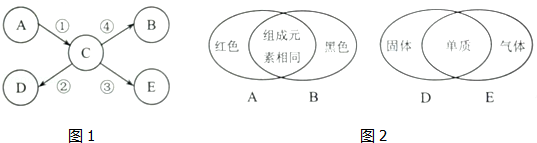 A ① ④ B
C
D ② ③ E
红色 组成元素相同 黑色
A B
固体 单质 气体
D E
图1
图2